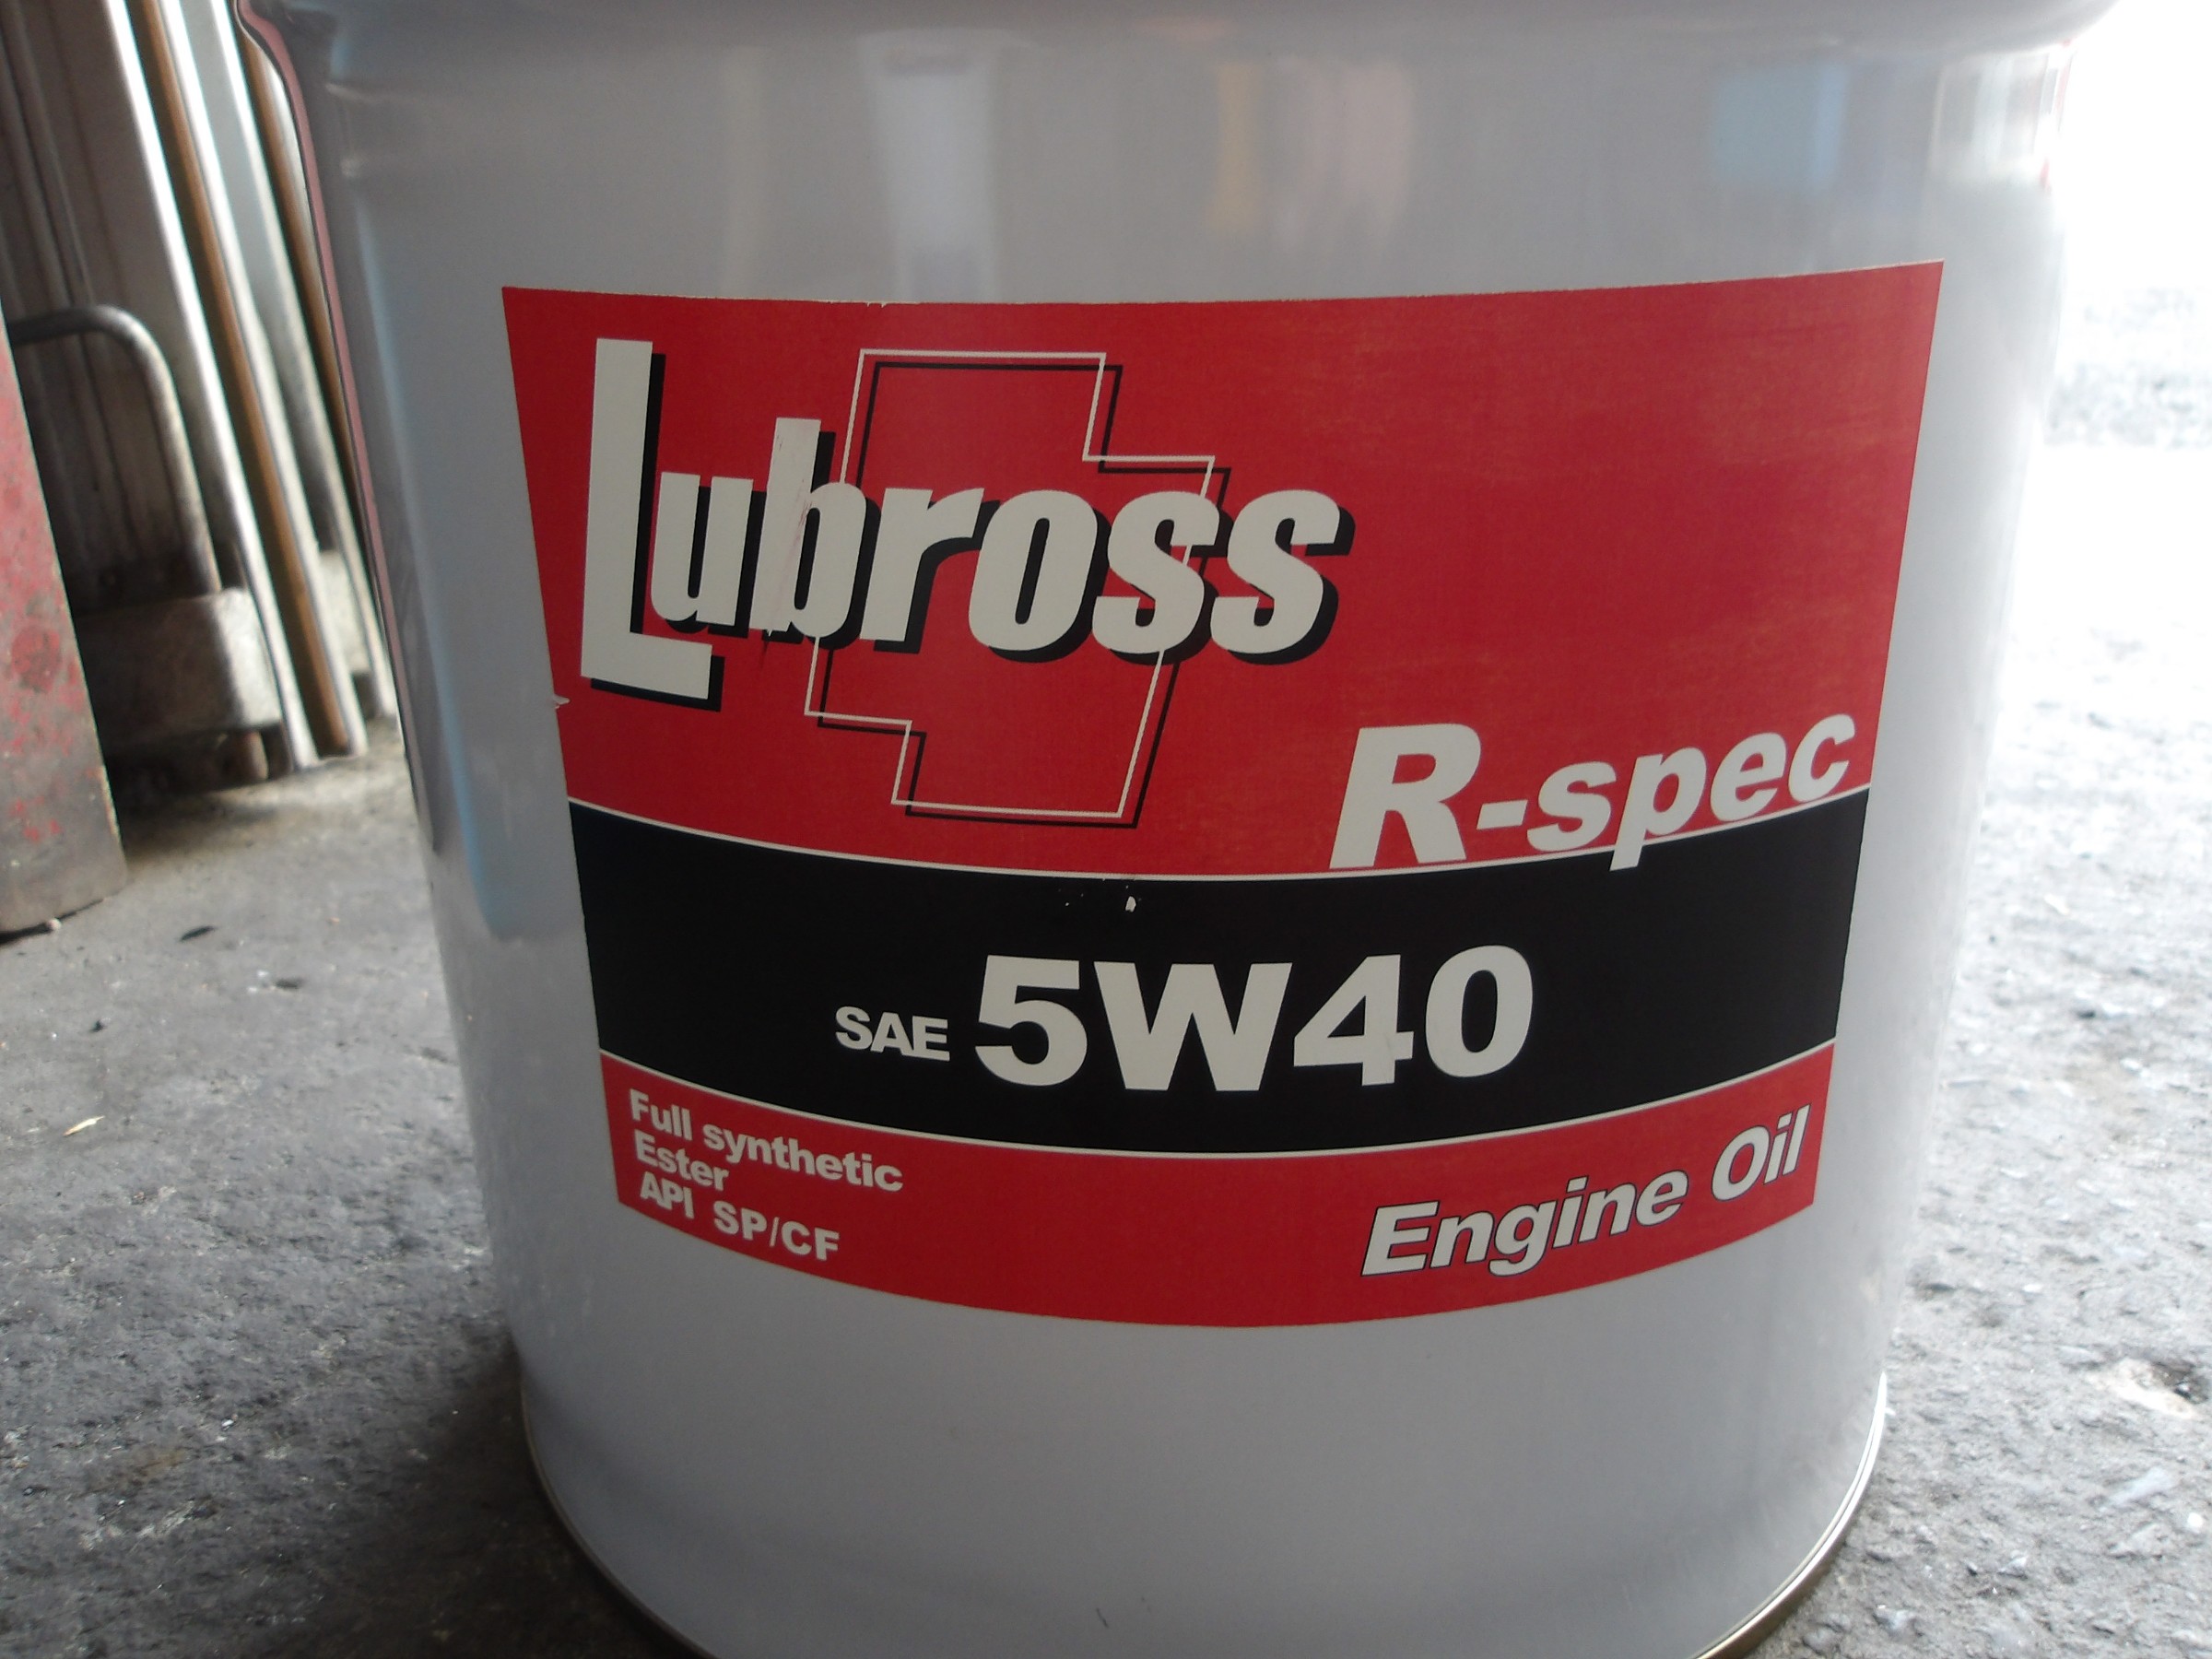 Lubross
R-spec
SAE 5W40
Full synthetic
Ester
API SP/CF
Engine Oil